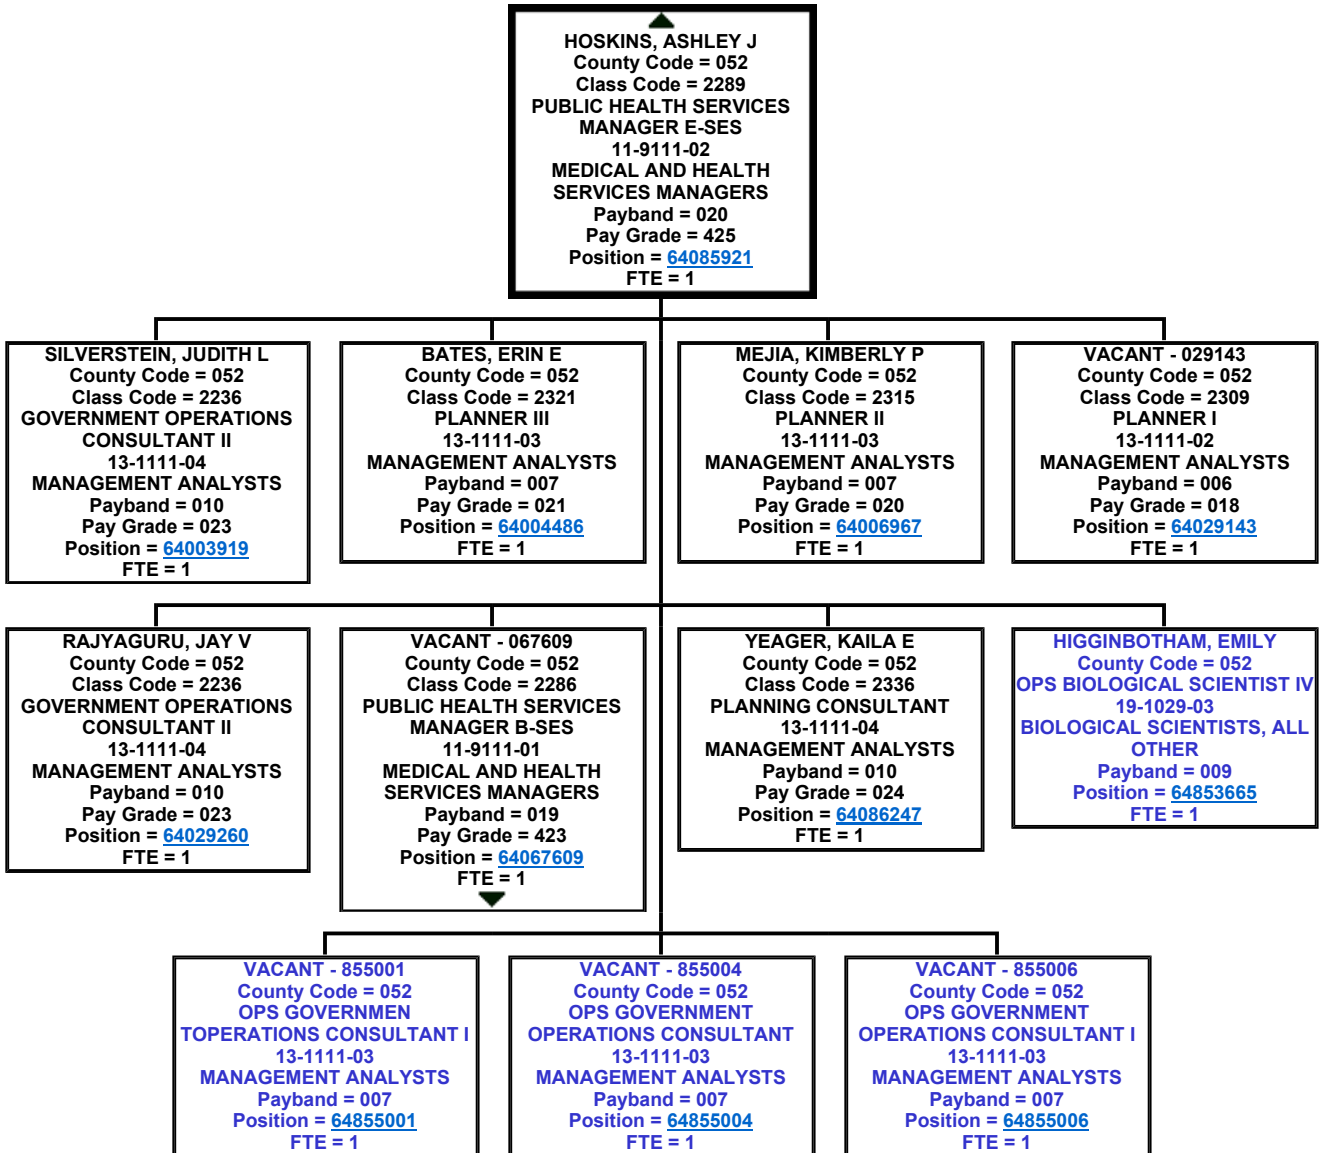 HOSKINS, ASHLEY J
County Code = 052
Class Code = 2289
PUBLIC HEALTH SERVICES
MANAGER E-SES
11-9111-02
MEDICAL AND HEALTH
SERVICES MANAGERS
Payband = 020
Pay Grade = 425
Position = 64085921
FTE = 1
SILVERSTEIN, JUDITH L
County Code = 052
Class Code = 2236
GOVERNMENT OPERATIONS
CONSULTANT II
13-1111-04
MANAGEMENT ANALYSTS
Payband = 010
Pay Grade = 023
Position = 64003919
FTE = 1
BATES, ERIN E
County Code = 052
Class Code = 2321
PLANNER III
13-1111-03
MANAGEMENT ANALYSTS
Payband = 007
Pay Grade = 021
Position = 64004486
FTE = 1
MEJIA, KIMBERLY P
County Code = 052
Class Code = 2315
PLANNER II
13-1111-03
MANAGEMENT ANALYSTS
Payband = 007
Pay Grade = 020
Position = 64006967
FTE = 1
VACANT - 029143
County Code = 052
Class Code = 2309
PLANNER I
13-1111-02
MANAGEMENT ANALYSTS
Payband = 006
Pay Grade = 018
Position = 64029143
FTE = 1
RAJYAGURU, JAY V
County Code = 052
Class Code = 2236
GOVERNMENT OPERATIONS
CONSULTANT II
13-1111-04
MANAGEMENT ANALYSTS
Payband = 010
Pay Grade = 023
Position = 64029260
FTE = 1
VACANT - 067609
County Code = 052
Class Code = 2286
PUBLIC HEALTH SERVICES
MANAGER B-SES
11-9111-01
MEDICAL AND HEALTH
SERVICES MANAGERS
Payband = 019
Pay Grade = 423
Position = 64067609
FTE = 1
YEAGER, KAILA E
County Code = 052
Class Code = 2336
PLANNING CONSULTANT
13-1111-04
MANAGEMENT ANALYSTS
Payband = 010
Pay Grade = 024
Position = 64086247
FTE = 1
HIGGINBOTHAM, EMILY
County Code = 052
OPS BIOLOGICAL SCIENTIST IV
19-1029-03
BIOLOGICAL SCIENTISTS, ALL
OTHER
Payband = 009
Position = 64853665
FTE = 1
VACANT - 855001
County Code = 052
OPS GOVERNMEN
TOPERATIONS CONSULTANT I
13-1111-03
MANAGEMENT ANALYSTS
Payband = 007
Position = 64855001
FTE = 1
VACANT - 855004
County Code = 052
OPS GOVERNMENT
OPERATIONS CONSULTANT
13-1111-03
MANAGEMENT ANALYSTS
Payband = 007
Position = 64855004
FTE = 1
VACANT - 855006
County Code = 052
OPS GOVERNMENT
OPERATIONS CONSULTANT I
13-1111-03
MANAGEMENT ANALYSTS
Payband = 007
Position = 64855006
FTE = 1